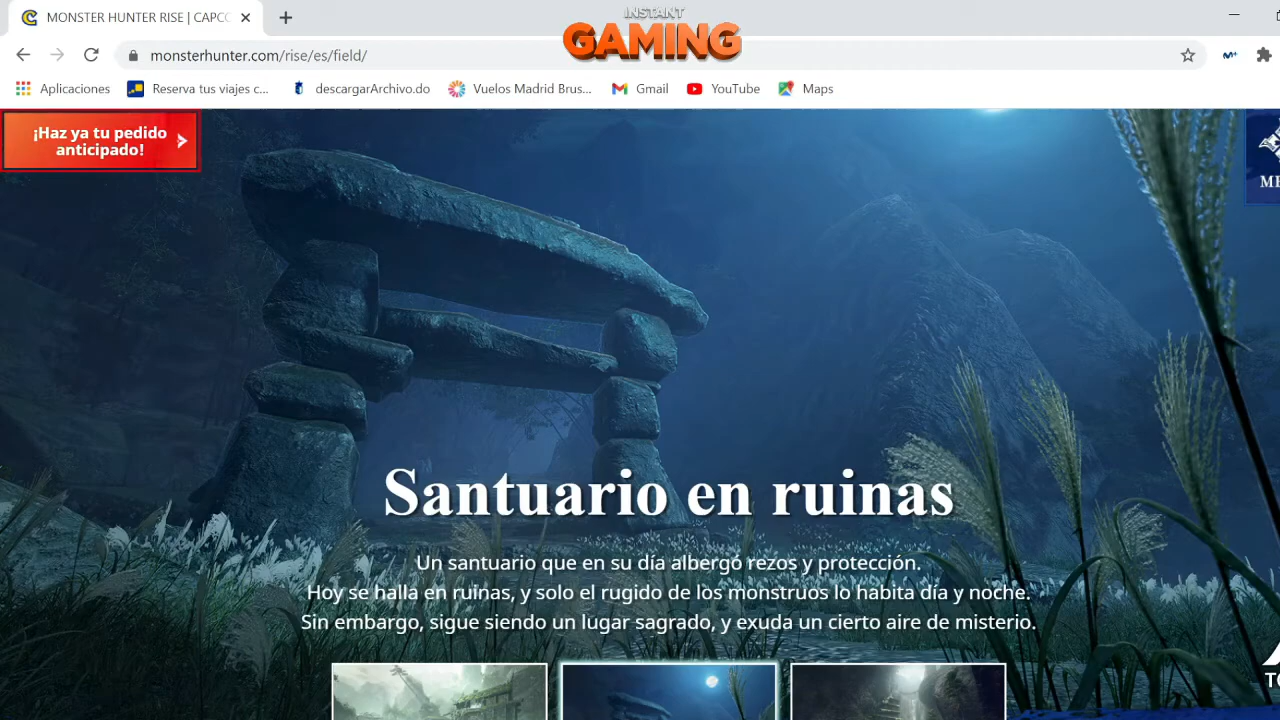 MONSTER HUNTER RISE | CAPCO
INSTANT
GAMING
monsterhunter.com/rise/es/field/
Aplicaciones
Reserva tus viajes c...
descargarArchivo.do
Vuelos Madrid Brus...
Gmail
YouTube
Maps
¡Haz ya tu pedido
anticipado!
Santuario en ruinas
Un santuario que en su día albergó rezos y protección.
Hoy se halla en ruinas, y solo el rugido de los monstruos lo habita día y noche.
Sin embargo, sigue siendo un lugar sagrado, y exuda un cierto aire de misterio.